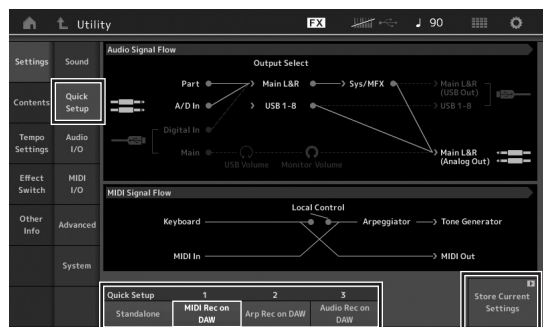 Utility
FX
90
Settings
Sound
Contents
Quick
Setup
Tempo
Settings
Audio
I/O
Effect
Switch
MIDI
I/O
Other
Info
Advanced
System
Audio Signal Flow
Output Select
Part
Main L&R
Sys/MFX
Main L&R
(USB Out)
A/D In
USB 1-8
USB 1-8
Digital In
Main
USB Volume
Monitor Volume
Main L&R
(Analog Out)
MIDI Signal Flow
Local Control
Keyboard
Arpeggiator
Tone Generator
MIDI In
MIDI Out
Quick Setup
1
2
3
Standalone
MIDI Rec on
DAW
Arp Rec on DAW
Audio Rec on
DAW
Store Current
Settings